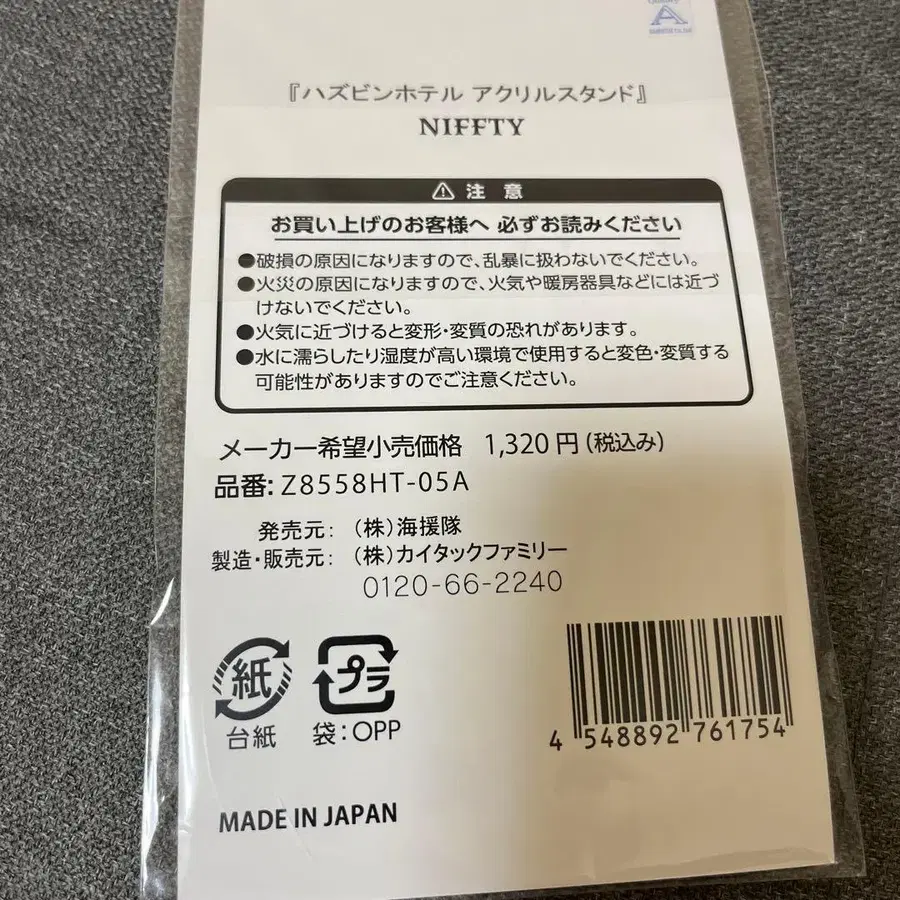 『ハズビンホテル アクリルスタンド』
NIFFTY
注 意
お買い上げのお客様へ 必ずお読みください
●破損の原因になりますので、乱暴に扱わないでください。
●火災の原因になりますので、火気や暖房器具などには近づ
けないでください。
●火気に近づけると変形・変質の恐れがあります。
●水に濡らしたり湿度が高い環境で使用すると変色・変質する
可能性がありますのでご注意ください。
メーカー希望小売価格 1,320円(税込み)
品番: Z8558HT-05A
発売元: (株)海援隊
製造・販売元: (株)カイタックファミリー
0120-66-2240
紙 プラ
台紙 袋:OPP
4 548892 761754
MADE IN JAPAN